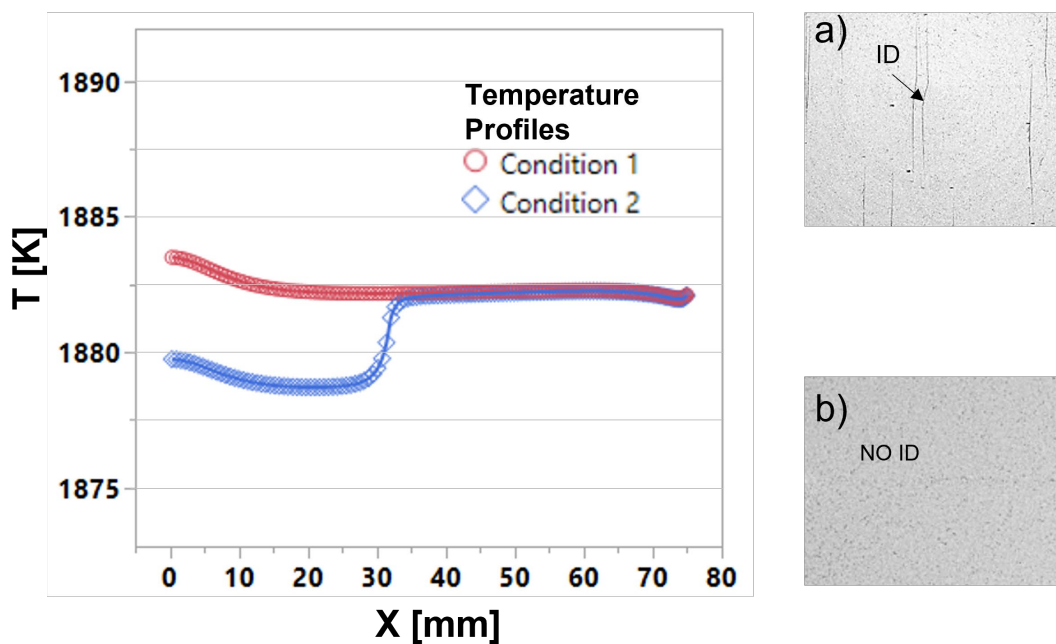 1890
1885
1880
1875
T [K]
0 10 20 30 40 50 60 70 80
X [mm]
Temperature
Profiles
Condition 1
Condition 2
a)
ID
b)
NO ID